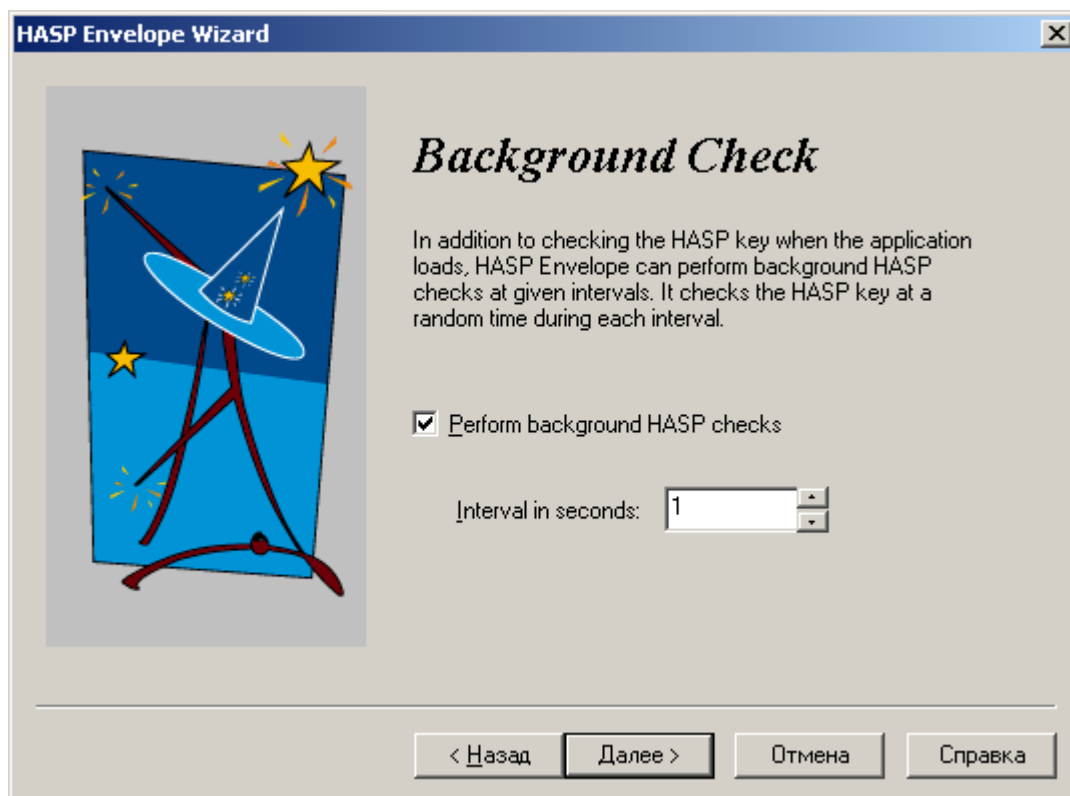 HASP Envelope Wizard
Background Check
In addition to checking the HASP key when the application
loads, HASP Envelope can perform background HASP
checks at given intervals. It checks the HASP key at a
random time during each interval.
Perform background HASP checks
Interval in seconds: 1
< Назад Далее > Отмена Справка